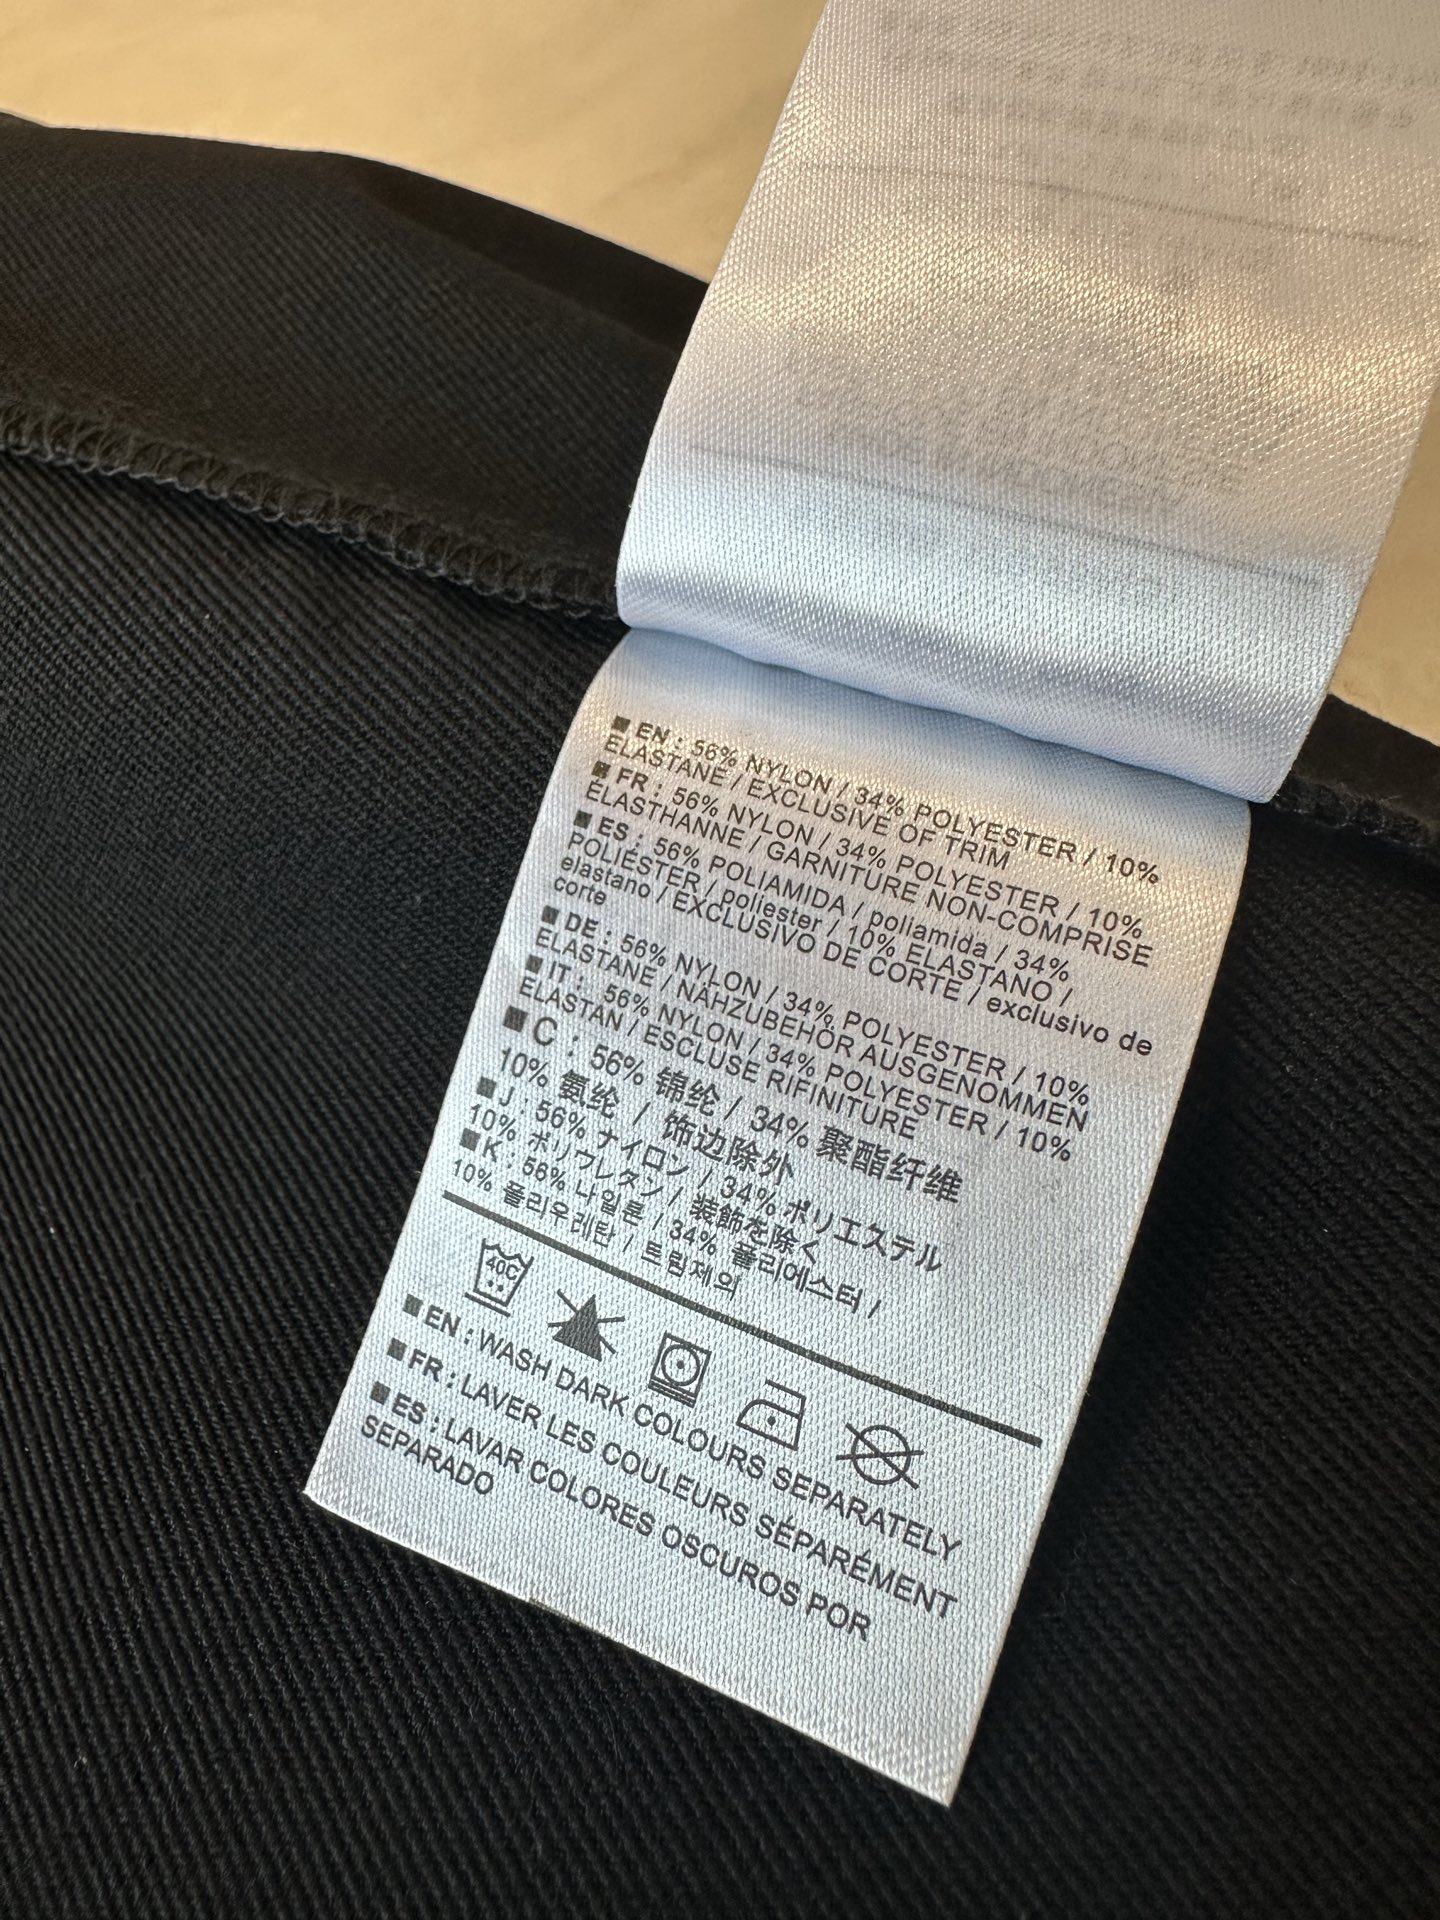 ■ EN : 56% NYLON / 34% POLYESTER / 10%
ELASTANE / EXCLUSIVE OF TRIM
■ FR : 56% NYLON / 34% POLYESTER / 10%
ÉLASTHANNE / GARNITURE NON-COMPRISE
■ ES : 56% POLIAMIDA / poliamida / 34%
POLIÉSTER / poliester / 10% ELASTANO /
elastano / EXCLUSIVO DE CORTE / exclusivo de
corte
■ DE : 56% NYLON / 34% POLYESTER / 10%
ELASTANE / NÄHZUBEHÖR AUSGENOMMEN
■ IT : 56% NYLON / 34% POLYESTER / 10%
ELASTAN / ESCLUSE RIFINITURE
■ C : 56% 锦纶 / 34% 聚酯纤维
10% 氨纶 / 饰边除外
■ J : 56% ナイロン / 34% ポリエステル
10% ポリウレタン / 装飾を除く
■ K : 56% 나일론 / 34% 폴리에스터 /
10% 폴리우레탄 / 트림제외
40C
■ EN : WASH DARK COLOURS SEPARATELY
■ FR : LAVER LES COULEURS SÉPARÉMENT
■ ES : LAVAR COLORES OSCUROS POR
SEPARADO